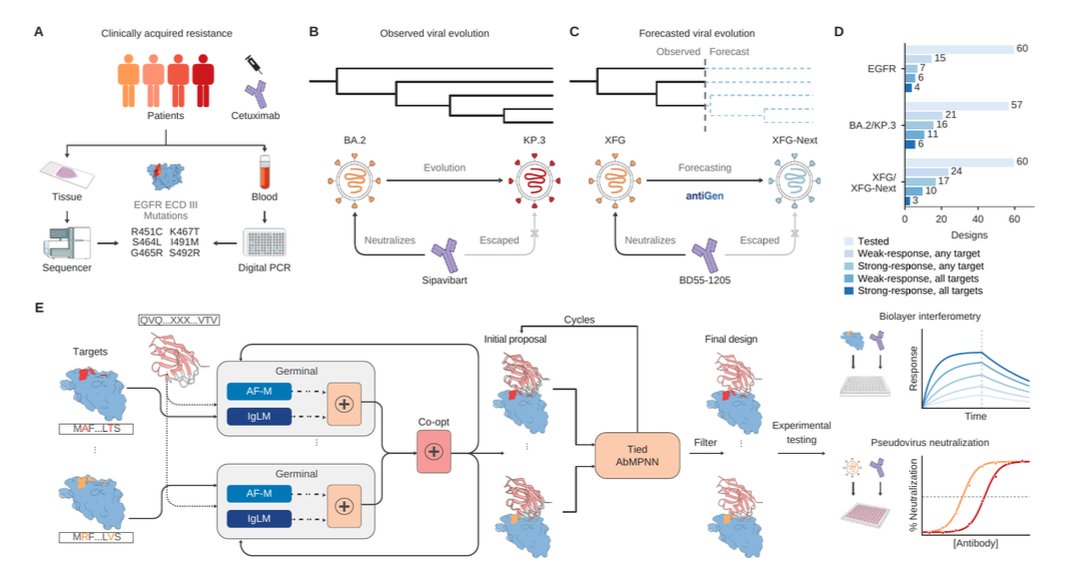 A
Clinically acquired resistance
Patients
Cetuximab
Tissue
EGFR ECD III
Mutations
Blood
R451C K467T
S464L I491M
G465R S492R
Sequencer
Digital PCR
B
Observed viral evolution
BA.2
KP.3
Evolution
Neutralizes
Escaped
Sipavibart
C
Forecasted viral evolution
Observed
Forecast
XFG
XFG-Next
Forecasting
antiGen
Neutralizes
Escaped
BD55-1205
D
EGFR
60
15
7
6
4
BA.2/KP.3
57
21
16
11
6
XFG/
XFG-Next
60
24
17
10
3
0 20 40 60
Designs
Tested
Weak-response, any target
Strong-response, any target
Weak-response, all targets
Strong-response, all targets
E
Targets
QVQ...XXX...VTV
MAF...LTS
MRF...LVS
Germinal
AF-M
IgLM
Germinal
AF-M
IgLM
Co-opt
Cycles
Initial proposal
Tied
AbMPNN
Filter
Final design
Experimental
testing
Biolayer interferometry
Response
Time
Pseudovirus neutralization
% Neutralization
[Antibody]